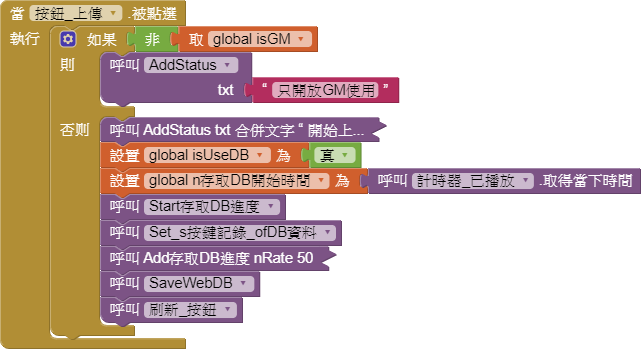 當 按鈕_上傳 .被點選
執行 如果 非 取 global isGM
則 呼叫 AddStatus
txt “ 只開放GM使用 ”
否則 呼叫 AddStatus txt 合併文字 “ 開始上...
設置 global isUseDB 為 真
設置 global n存取DB開始時間 為 呼叫 計時器_已播放 .取得當下時間
呼叫 Start存取DB進度
呼叫 Set_s按鍵記錄_ofDB資料
呼叫 Add存取DB進度 nRate 50
呼叫 SaveWebDB
呼叫 刷新_按鈕